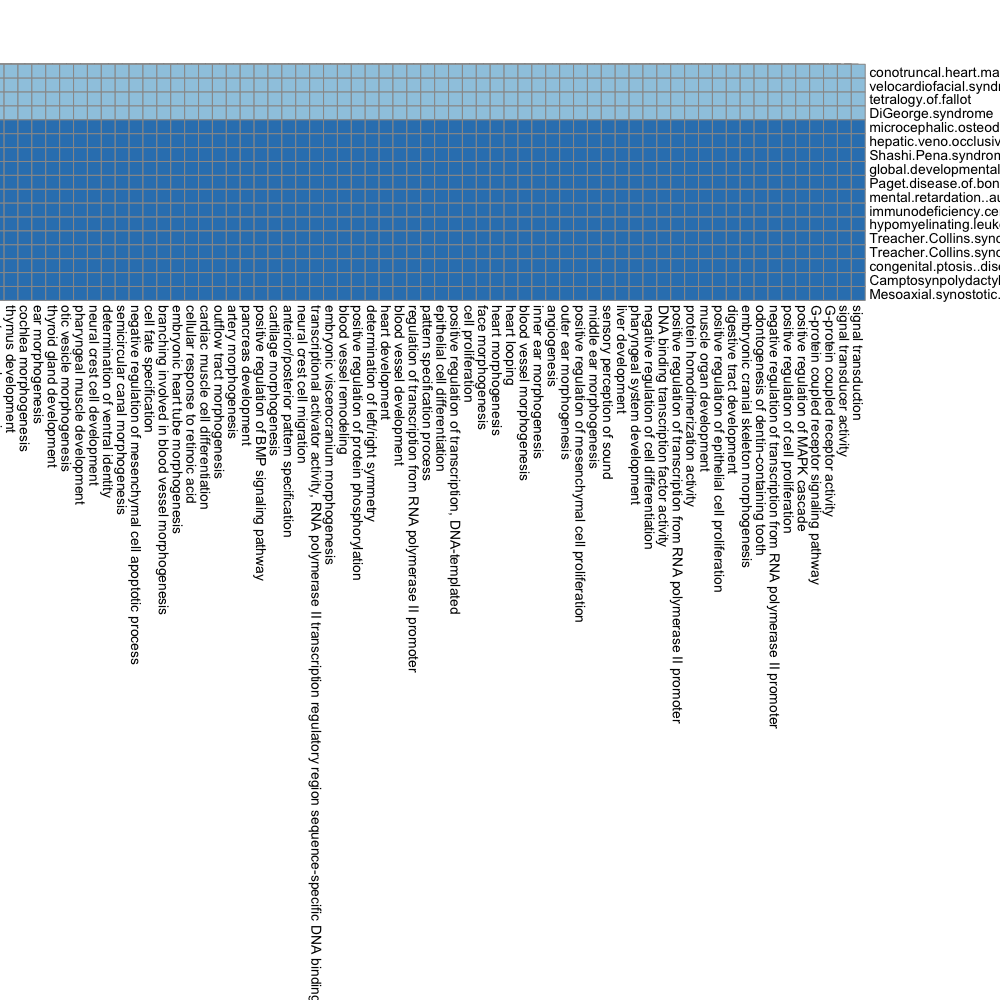 conotruncal.heart.ma
velocardiofacial.syndr
tetralogy.of.fallot
DiGeorge.syndrome
microcephalic.osteod
hepatic.veno.occlusiv
Shashi.Pena.syndrom
global.developmental
Paget.disease.of.bon
mental.retardation..au
immunodeficiency.ce
hypomyelinating.leuk
Treacher.Collins.sync
Treacher.Collins.sync
congenital.ptosis..dise
Camptosynpolydactyl
Mesoaxial.synostotic.
thymus development
cochlea morphogenesis
ear morphogenesis
thyroid gland development
otic vesicle morphogenesis
pharyngeal muscle development
neural crest cell development
determination of ventral identity
semicircular canal morphogenesis
negative regulation of mesenchymal cell apoptotic process
cell fate specification
branching involved in blood vessel morphogenesis
embryonic heart tube morphogenesis
cellular response to retinoic acid
cardiac muscle cell differentiation
outflow tract morphogenesis
artery morphogenesis
pancreas development
positive regulation of BMP signaling pathway
cartilage morphogenesis
anterior/posterior pattern specification
neural crest cell migration
transcriptional activator activity, RNA polymerase II transcription regulatory region sequence-specific DNA binding
embryonic viscerocranium morphogenesis
blood vessel remodeling
positive regulation of protein phosphorylation
determination of left/right symmetry
heart development
blood vessel development
regulation of transcription from RNA polymerase II promoter
pattern specification process
epithelial cell differentiation
positive regulation of transcription, DNA-templated
cell proliferation
face morphogenesis
heart morphogenesis
heart looping
blood vessel morphogenesis
inner ear morphogenesis
angiogenesis
outer ear morphogenesis
positive regulation of mesenchymal cell proliferation
middle ear morphogenesis
sensory perception of sound
liver development
pharyngeal system development
negative regulation of cell differentiation
DNA binding transcription factor activity
positive regulation of transcription from RNA polymerase II promoter
protein homodimerization activity
muscle organ development
positive regulation of epithelial cell proliferation
digestive tract development
embryonic cranial skeleton morphogenesis
odontogenesis of dentin-containing tooth
negative regulation of transcription from RNA polymerase II promoter
positive regulation of cell proliferation
positive regulation of MAPK cascade
G-protein coupled receptor signaling pathway
G-protein coupled receptor activity
signal transducer activity
signal transduction